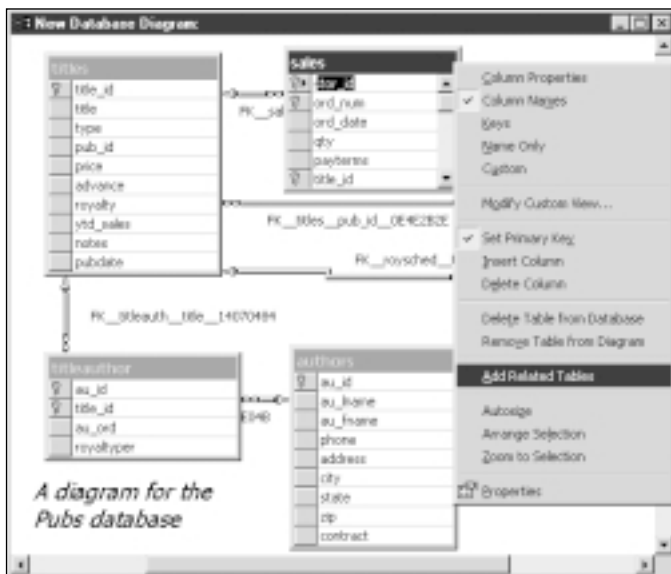 New Database Diagram:
titles
title_id
title
type
pub_id
price
advance
royalty
ytd_sales
notes
pubdate
sales
stor_id
ord_num
ord_date
qty
payterms
title_id
FK__sal
FK__titles__pub_id__0E4E2B2E
FK__roysched__
FK__titleauth__title__14070484
titleauthor
au_id
title_id
au_ord
royaltyper
E04B
authors
au_id
au_lname
au_fname
phone
address
city
state
zip
contract
A diagram for the
Pubs database
Column Properties
Column Names
Keys
Name Only
Custom
Modify Custom View...
Set Primary Key
Insert Column
Delete Column
Delete Table from Database
Remove Table from Diagram
Add Related Tables
Autosize
Arrange Selection
Zoom to Selection
Properties